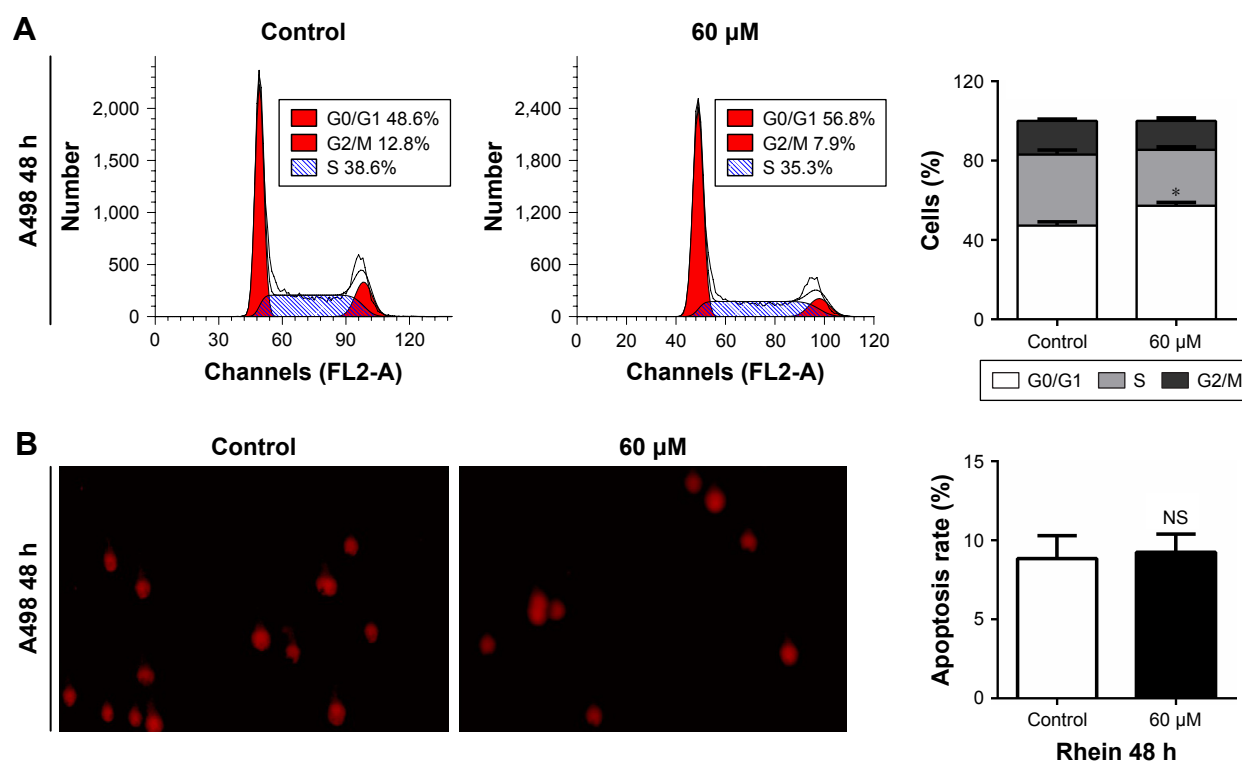 A
Control
60 µM
A498 48 h
Number
2,100
1,500
1,000
500
0
G0/G1 48.6%
G2/M 12.8%
S 38.6%
0 30 60 90 120
Channels (FL2-A)
Number
2,400
1,800
1,200
600
0
G0/G1 56.8%
G2/M 7.9%
S 35.3%
0 20 40 60 80 100 120
Channels (FL2-A)
Cells (%)
120
80
40
0
*
Control 60 µM
G0/G1 S G2/M
B
Control
60 µM
A498 48 h
Apoptosis rate (%)
15
10
5
0
NS
Control 60 µM
Rhein 48 h